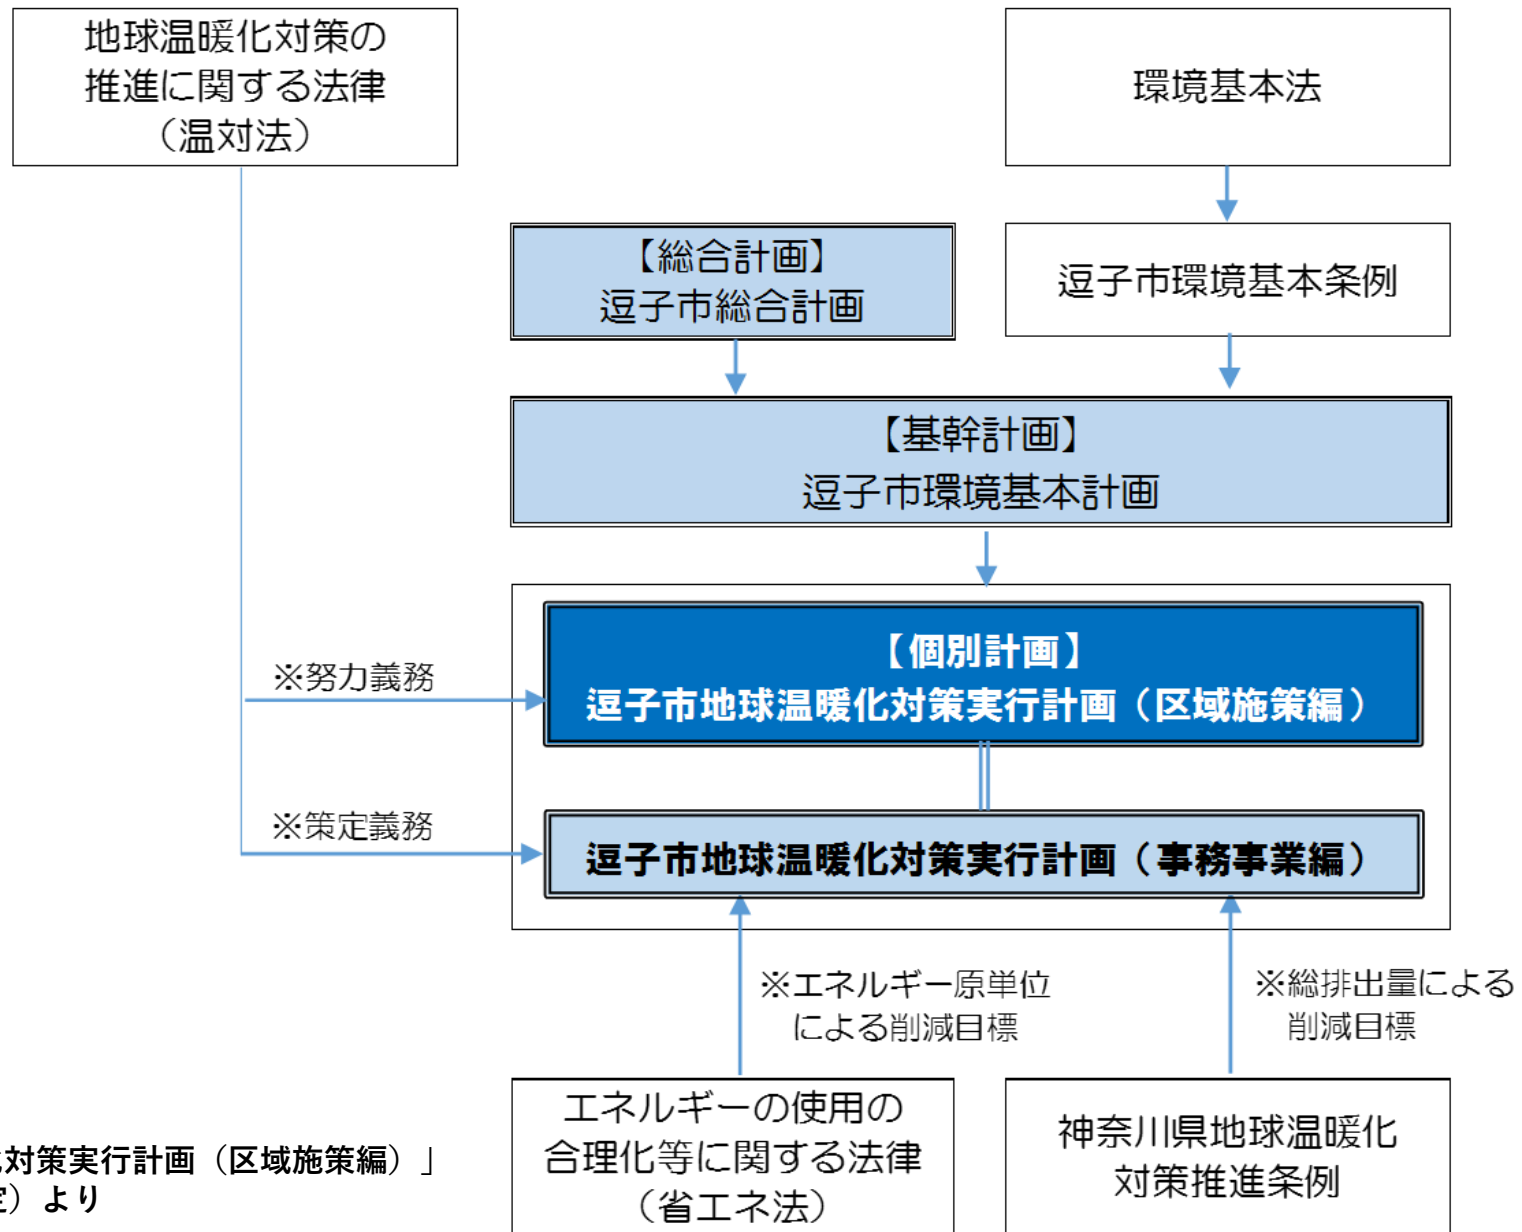 地球温暖化対策の
推進に関する法律
（温対法）
環境基本法
【総合計画】
逗子市総合計画
逗子市環境基本条例
【基幹計画】
逗子市環境基本計画
※努力義務
【個別計画】
逗子市地球温暖化対策実行計画（区域施策編）
※策定義務
逗子市地球温暖化対策実行計画（事務事業編）
※エネルギー原単位
による削減目標
※総排出量による
削減目標
エネルギーの使用の
合理化等に関する法律
（省エネ法）
神奈川県地球温暖化
対策推進条例
対策実行計画（区域施策編）」
）より